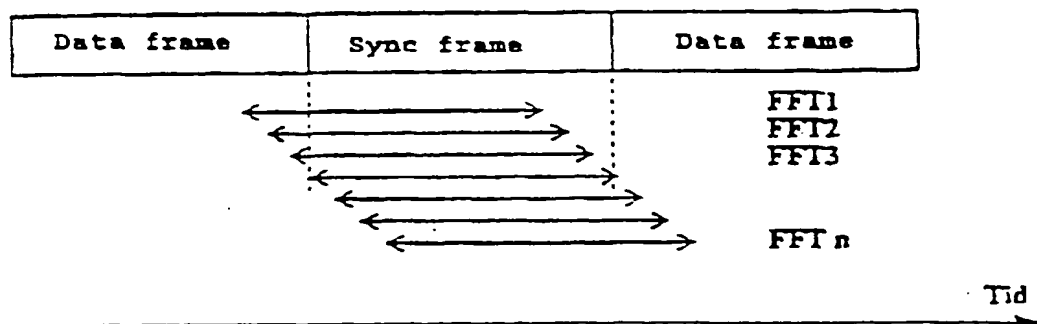 Data frame Sync frame Data frame
FFT1
FFT2
FFT3
FFT n
Tid